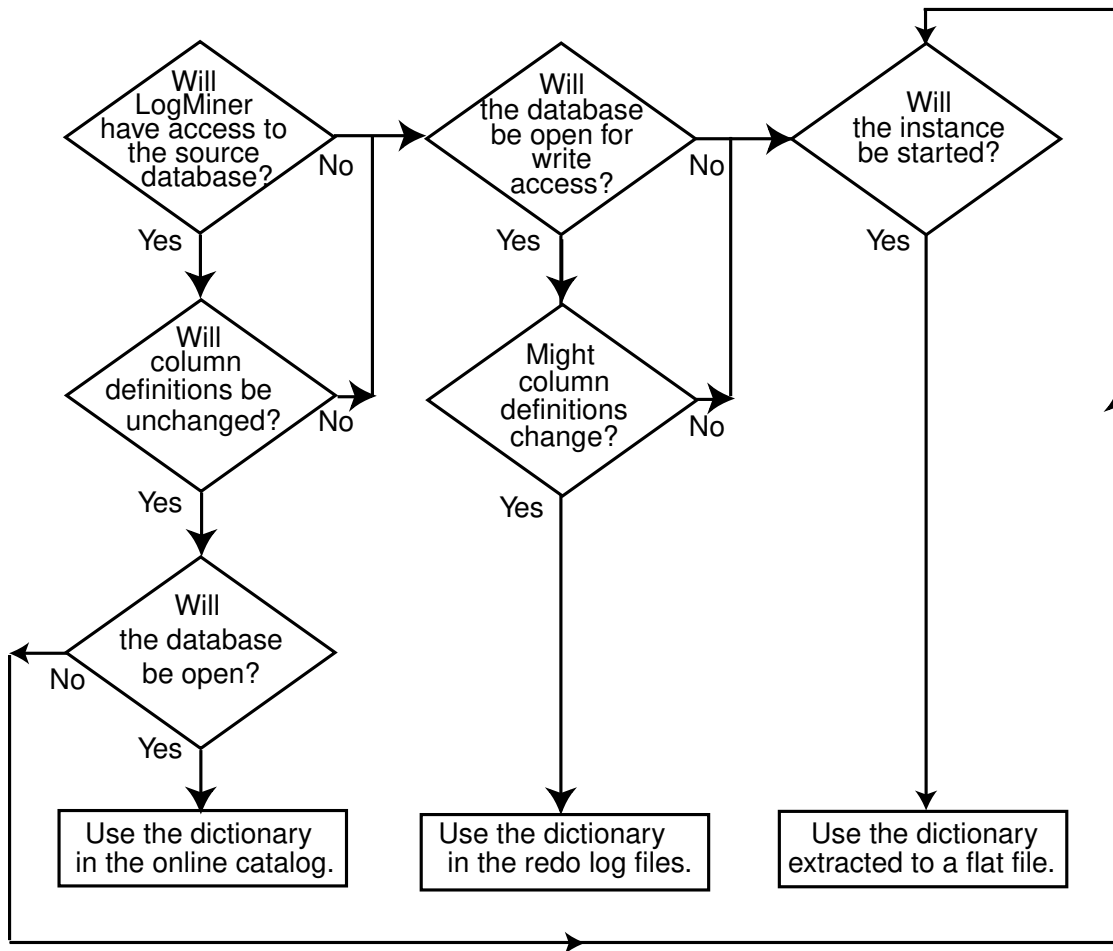 Will
LogMiner
have access to
the source
database?
No
Yes
Will
column
definitions be
unchanged?
No
Yes
Will
the database
be open?
No
Yes
Use the dictionary
in the online catalog.
Will
the database
be open for
write
access?
No
Yes
Might
column
definitions
change?
No
Yes
Use the dictionary
in the redo log files.
Will
the instance
be started?
Yes
Use the dictionary
extracted to a flat file.